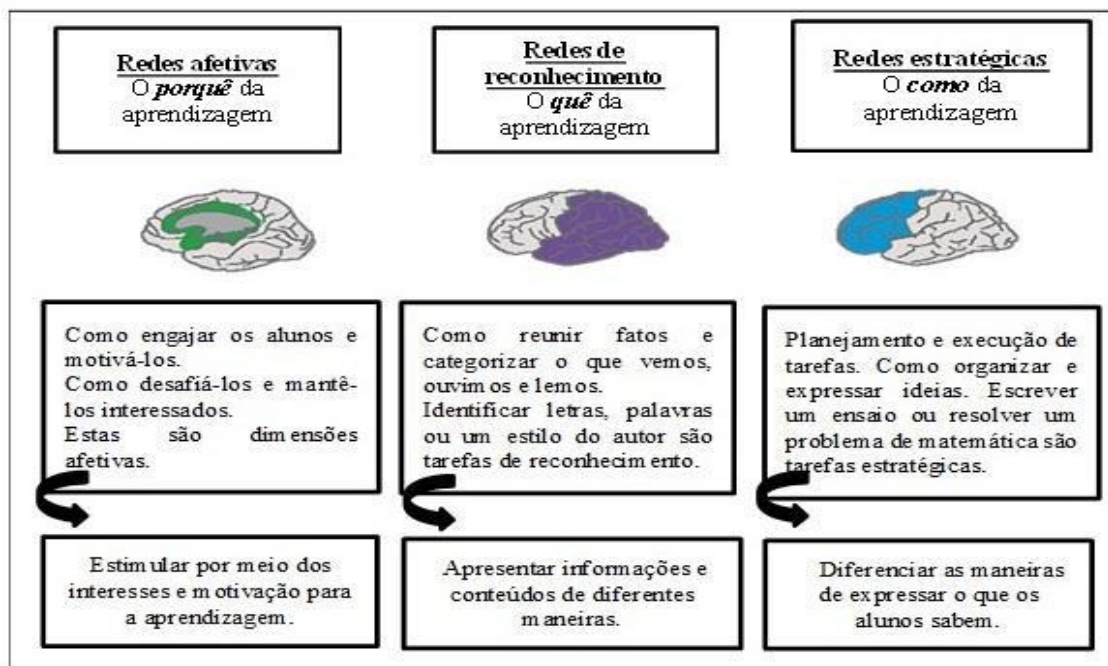 Redes afetivas
O porquê da
aprendizagem
Redes de
reconhecimento
O quê da
aprendizagem
Redes estratégicas
O como da
aprendizagem
Como engajar os alunos e
motivá-los.
Como desafiá-los e mantê-
los interessados.
Estas são dimensões
afetivas.
Como reunir fatos e
categorizar o que vemos,
ouvimos e lemos.
Identificar letras, palavras
ou um estilo do autor são
tarefas de reconhecimento.
Planejamento e execução de
tarefas. Como organizar e
expressar ideias. Escrever
um ensaio ou resolver um
problema de matemática são
tarefas estratégicas.
Estimular por meio dos
interesses e motivação para
a aprendizagem.
Apresentar informações e
conteúdos de diferentes
maneiras.
Diferenciar as maneiras
de expressar o que os
alunos sabem.